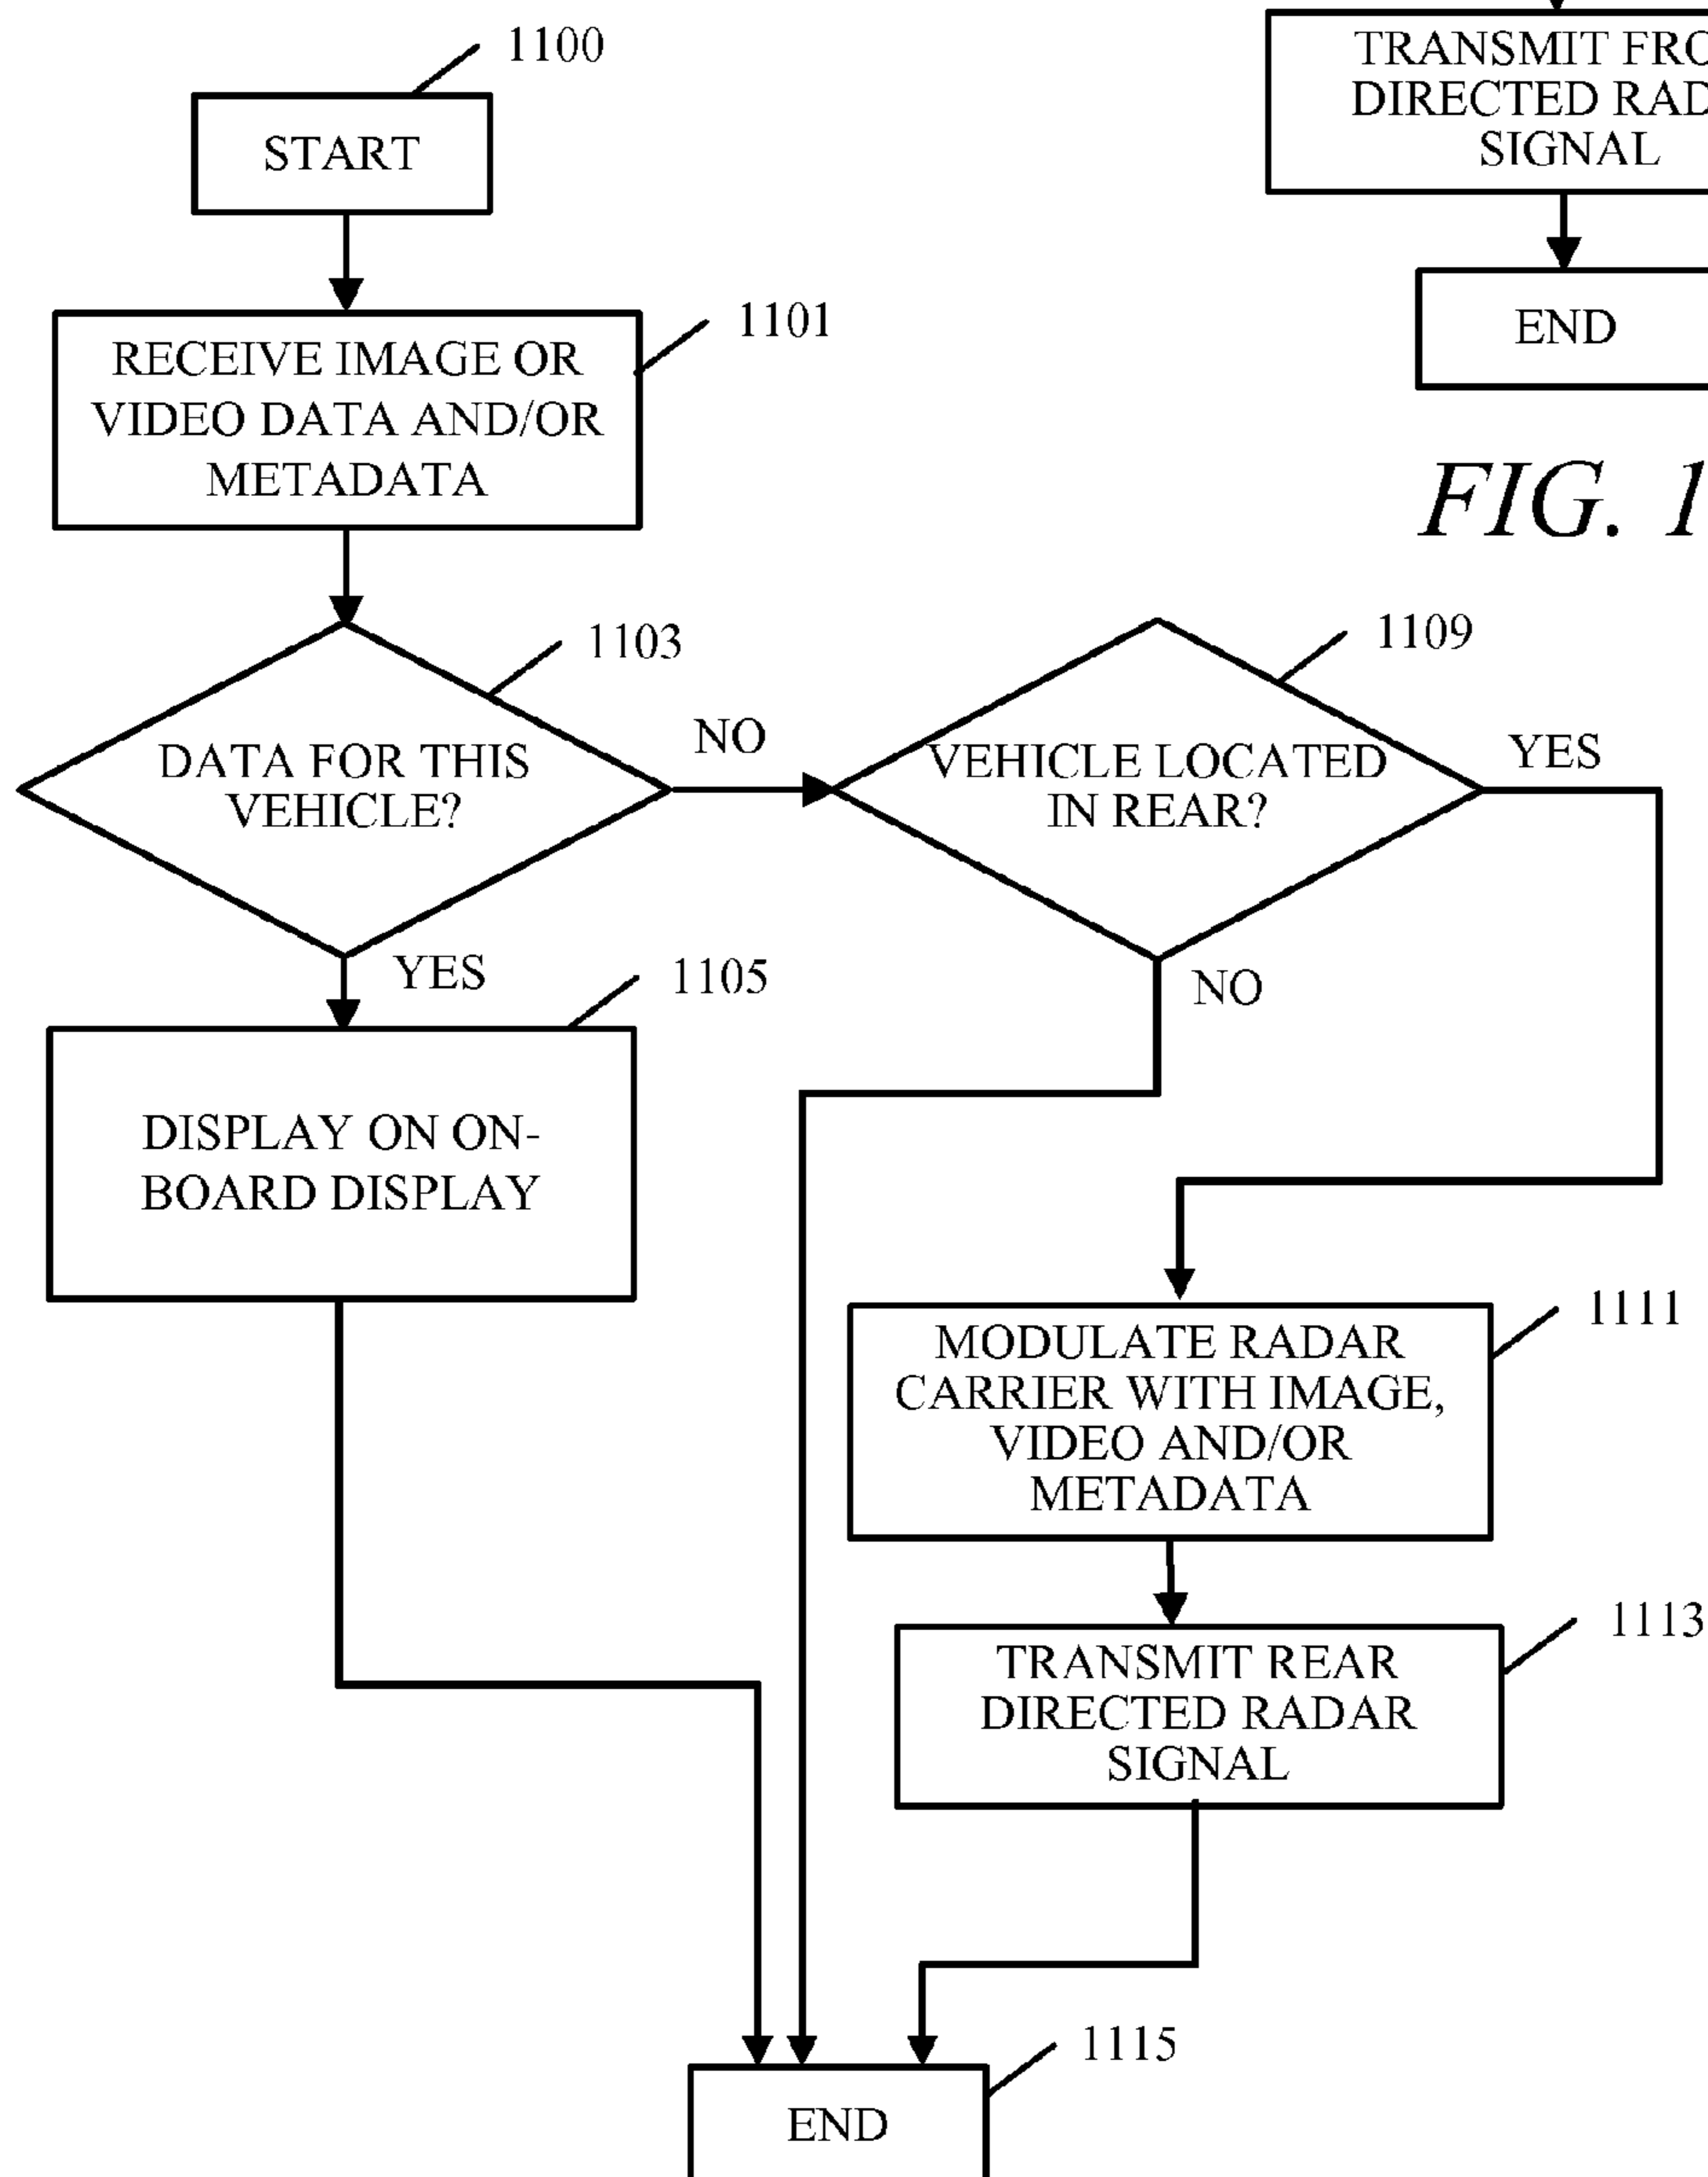 1100
START
1101
RECEIVE IMAGE OR
VIDEO DATA AND/OR
METADATA
1103
DATA FOR THIS
VEHICLE?
NO
YES
1105
DISPLAY ON ON-
BOARD DISPLAY
1109
VEHICLE LOCATED
IN REAR?
YES
NO
1111
MODULATE RADAR
CARRIER WITH IMAGE,
VIDEO AND/OR
METADATA
1113
TRANSMIT REAR
DIRECTED RADAR
SIGNAL
1115
END
TRANSMIT
DIRECTED
SIGNAL
END
FIG. 1